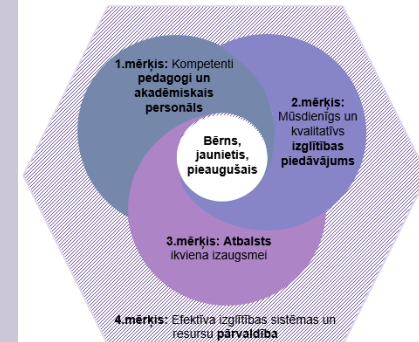 1.mērķis: Kompetenti
pedagogi un
akadēmiskais
personāls
2.mērķis:
Mūsdienīgs un
kvalitatīvs
izglītības
piedāvājums
Bērns,
jaunietis,
pieaugušais
3.mērķis: Atbalsts
ikviena izaugsmei
4.mērķis: Efektīva izglītības sistēmas un
resursu pārvaldība